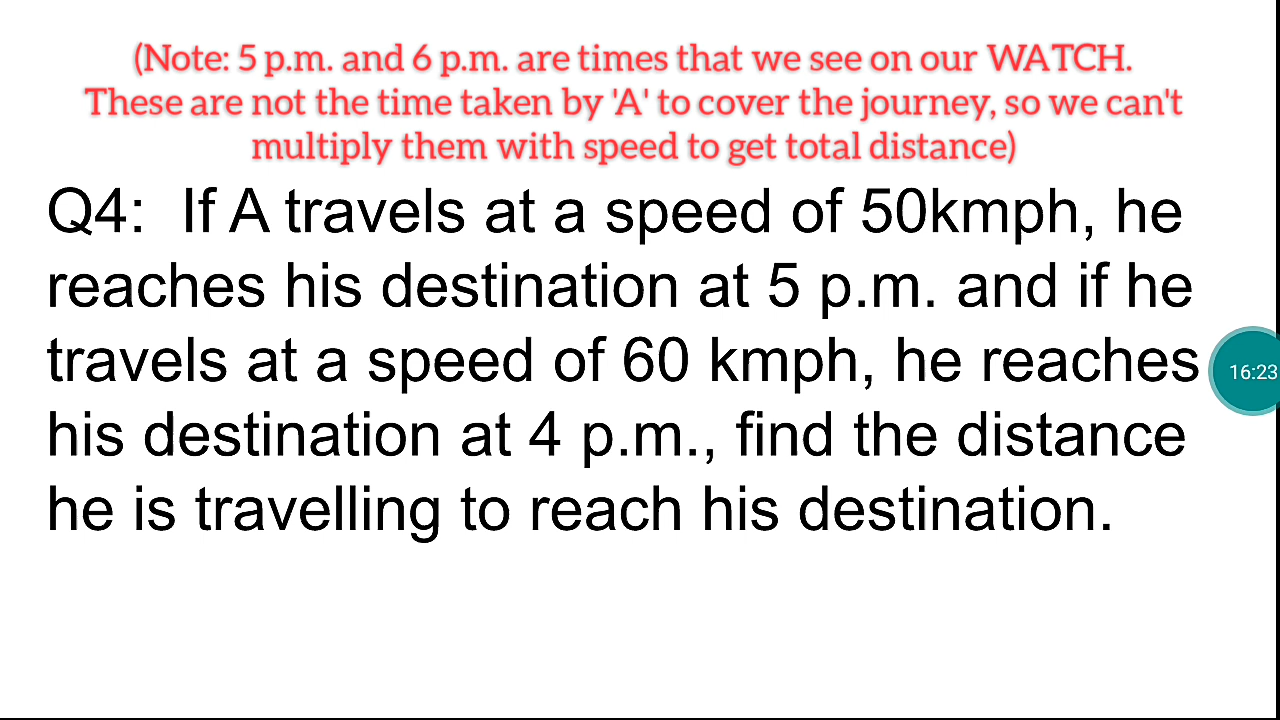 (Note: 5 p.m. and 6 p.m. are times that we see on our WATCH.
These are not the time taken by 'A' to cover the journey, so we can't
multiply them with speed to get total distance)
Q4: If A travels at a speed of 50kmph, he
reaches his destination at 5 p.m. and if he
travels at a speed of 60 kmph, he reaches
his destination at 4 p.m., find the distance
he is travelling to reach his destination.
16:23